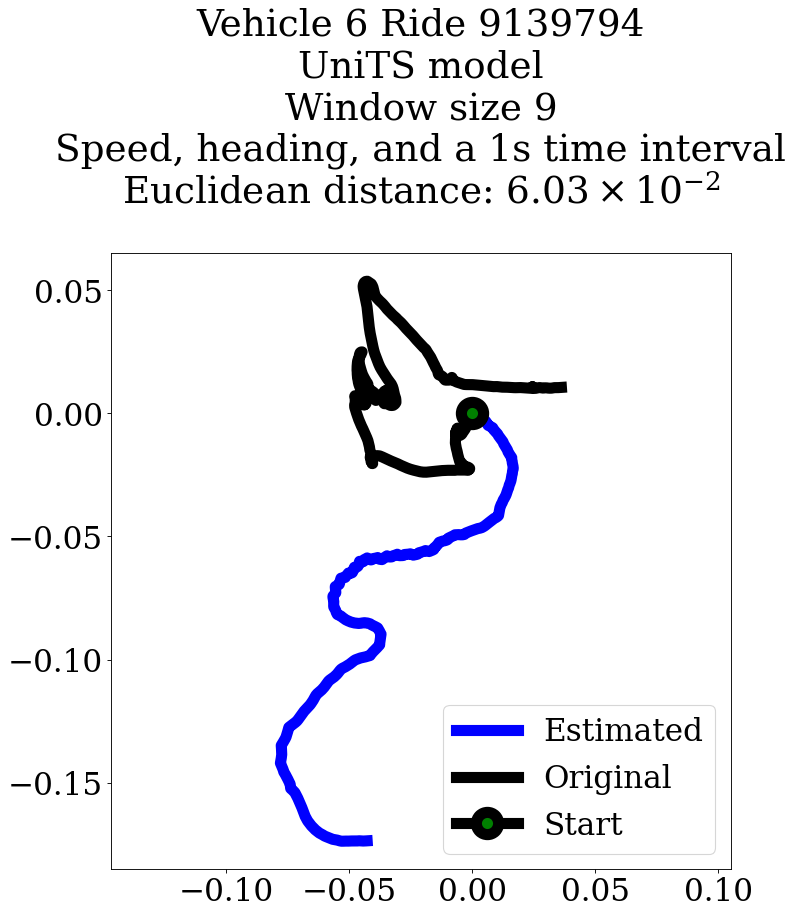 Vehicle 6 Ride 9139794
UniTS model
Window size 9
Speed, heading, and a 1s time interval
Euclidean distance: 6.03 × 10⁻²
0.05
0.00
−0.05
−0.10
−0.15
Estimated
Original
Start
−0.10 −0.05 0.00 0.05 0.10